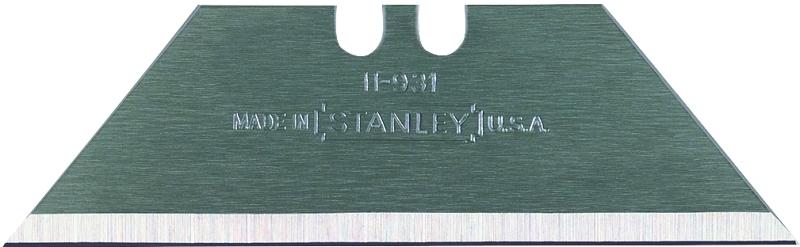 11-931
MADE IN [STANLEY] U.S.A.